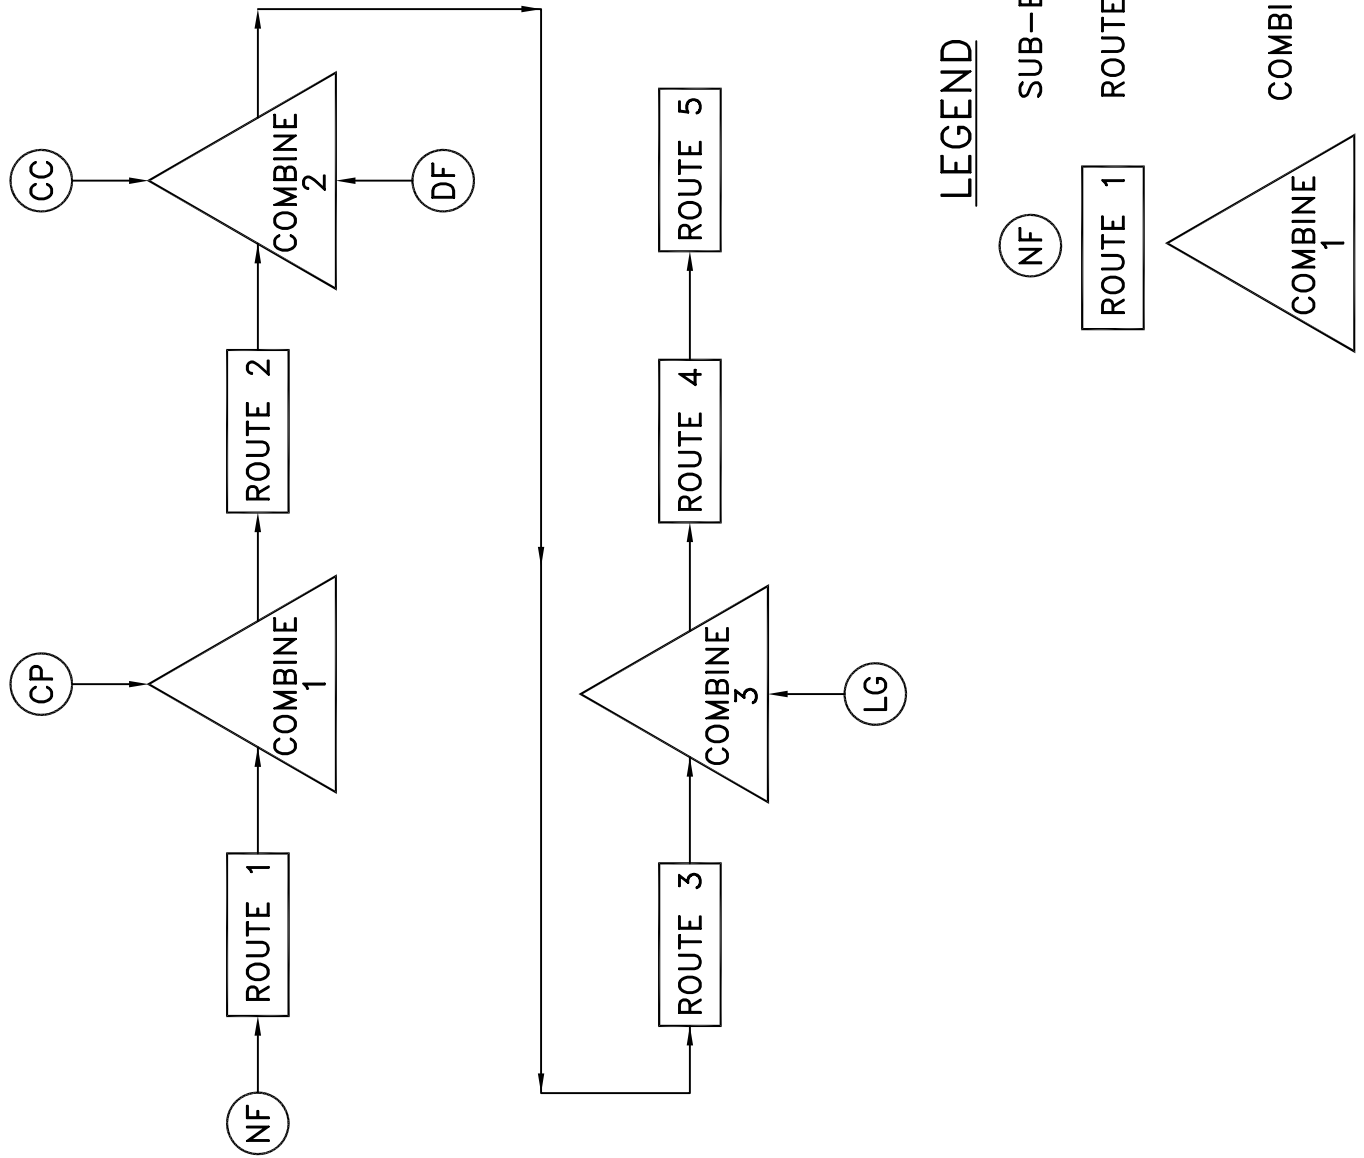 NF
ROUTE 1
CP
COMBINE
1
ROUTE 2
CC
COMBINE
2
DF
ROUTE 3
COMBINE
3
LG
ROUTE 4
ROUTE 5
LEGEND
NF
ROUTE 1
ROUTE
COMBINE
1